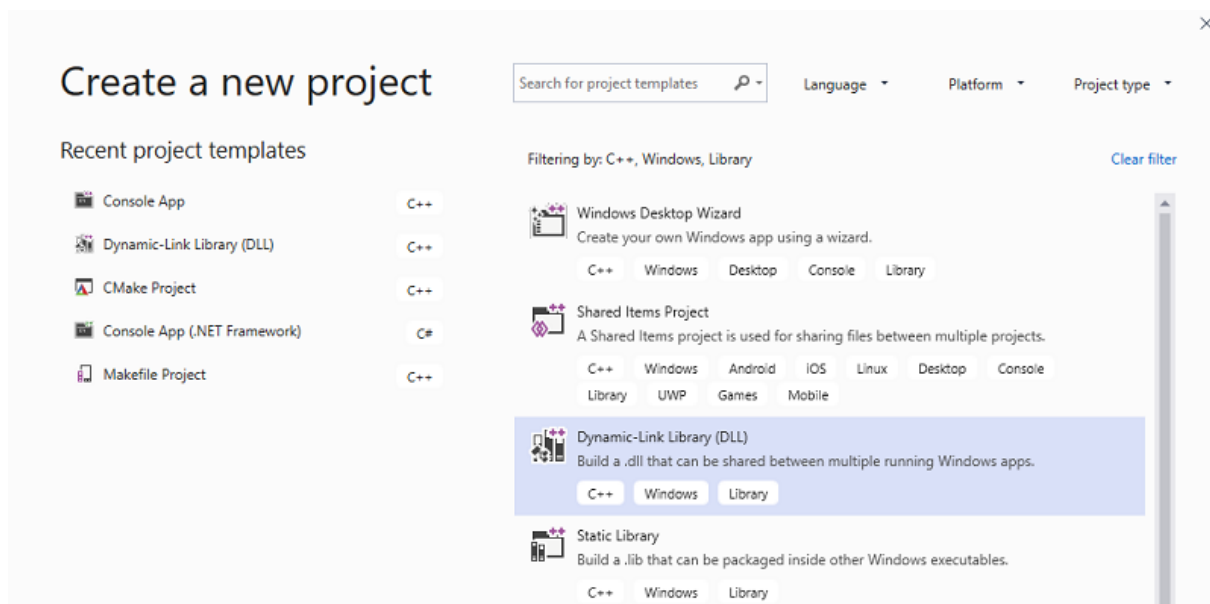 Create a new project
Search for project templates
Language
Platform
Project type
Recent project templates
Console App C++
Dynamic-Link Library (DLL) C++
CMake Project C++
Console App (.NET Framework) C#
Makefile Project C++
Filtering by: C++, Windows, Library
Clear filter
Windows Desktop Wizard
Create your own Windows app using a wizard.
C++ Windows Desktop Console Library
Shared Items Project
A Shared Items project is used for sharing files between multiple projects.
C++ Windows Android iOS Linux Desktop Console
Library UWP Games Mobile
Dynamic-Link Library (DLL)
Build a .dll that can be shared between multiple running Windows apps.
C++ Windows Library
Static Library
Build a .lib that can be packaged inside other Windows executables.
C++ Windows Library